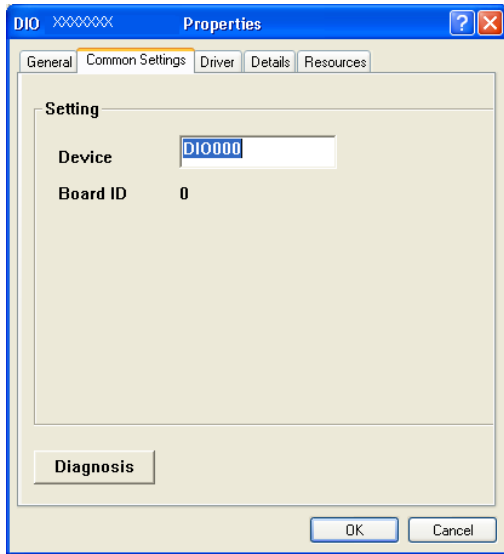 DIO XXXXXXX Properties
General Common Settings Driver Details Resources
Setting
Device DIO000
Board ID 0
Diagnosis
OK Cancel